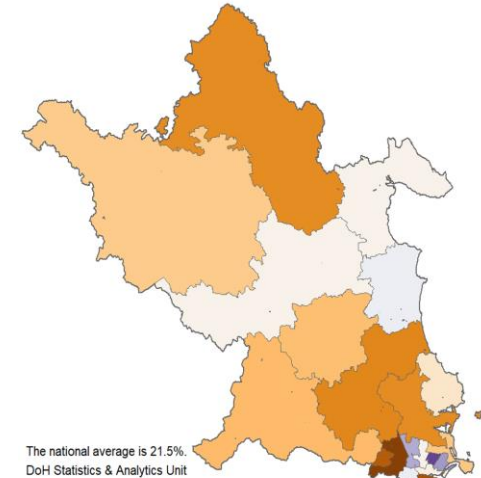 The national average is 21.5%.
DoH Statistics & Analytics Unit